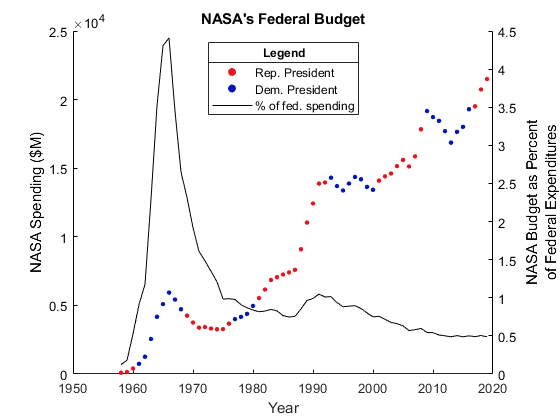 NASA's Federal Budget
×10⁴
2.5
2
1.5
1
0.5
0
NASA Spending ($M)
Legend
Rep. President
Dem. President
% of fed. spending
4.5
4
3.5
3
2.5
2
1.5
1
0.5
0
NASA Budget as Percent
of Federal Expenditures
1950 1960 1970 1980 1990 2000 2010 2020
Year